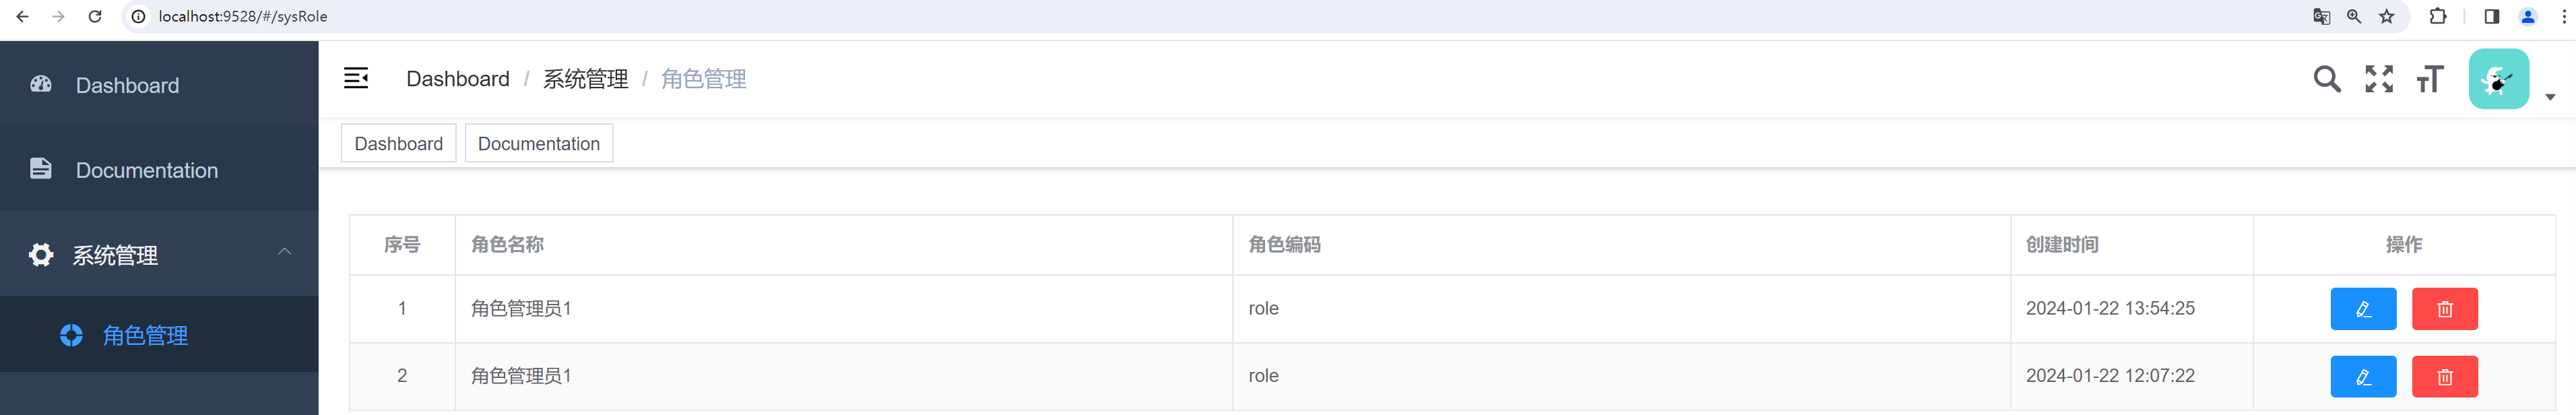 localhost:9528/#/sysRole
Dashboard
Documentation
系统管理
角色管理
Dashboard / 系统管理 / 角色管理
Dashboard Documentation
序号 角色名称 角色编码 创建时间 操作
1 角色管理员1 role 2024-01-22 13:54:25
2 角色管理员1 role 2024-01-22 12:07:22